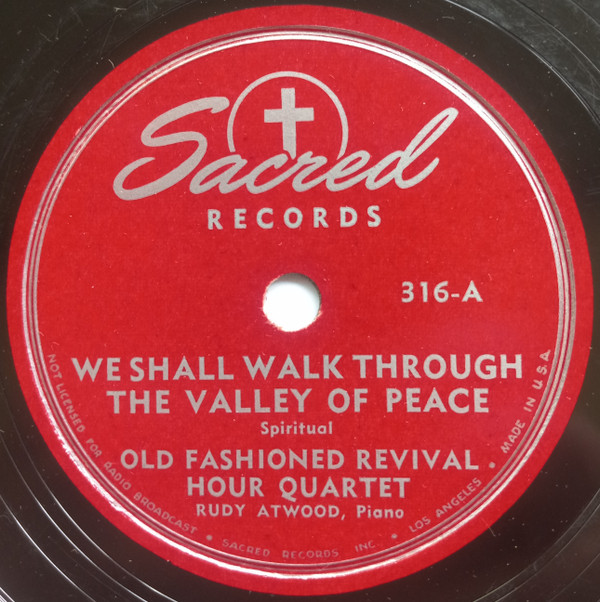 Sacred
RECORDS
316-A
WE SHALL WALK THROUGH
THE VALLEY OF PEACE
Spiritual
OLD FASHIONED REVIVAL
HOUR QUARTET
RUDY ATWOOD, Piano
NOT LICENSED FOR RADIO BROADCAST • SACRED RECORDS INC. • LOS ANGELES • MADE IN U.S.A.